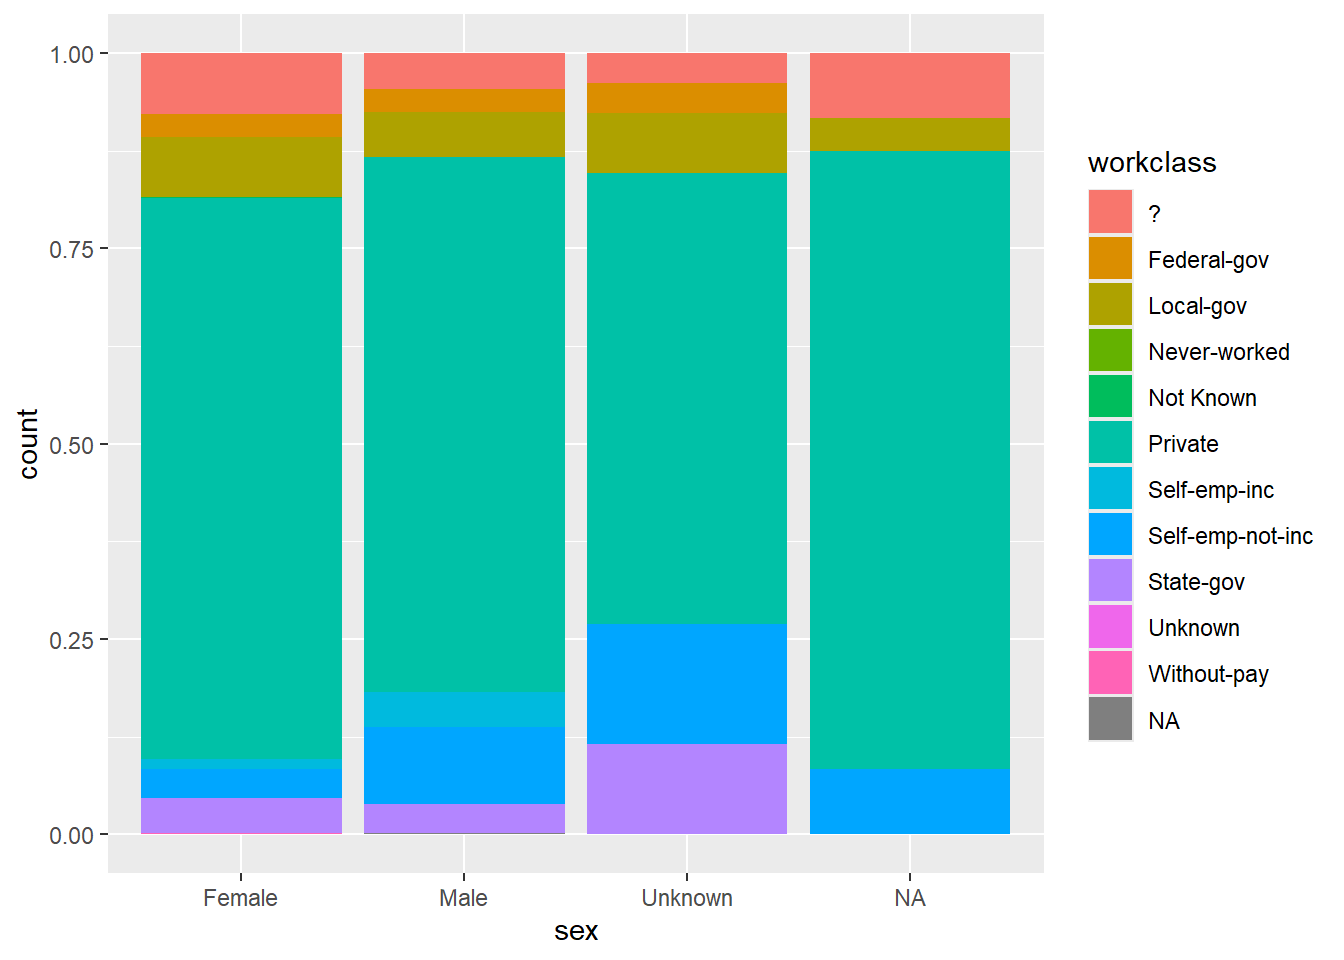 1.00
0.75
0.50
0.25
0.00
count
Female
Male
Unknown
NA
sex
workclass
?
Federal-gov
Local-gov
Never-worked
Not Known
Private
Self-emp-inc
Self-emp-not-inc
State-gov
Unknown
Without-pay
NA